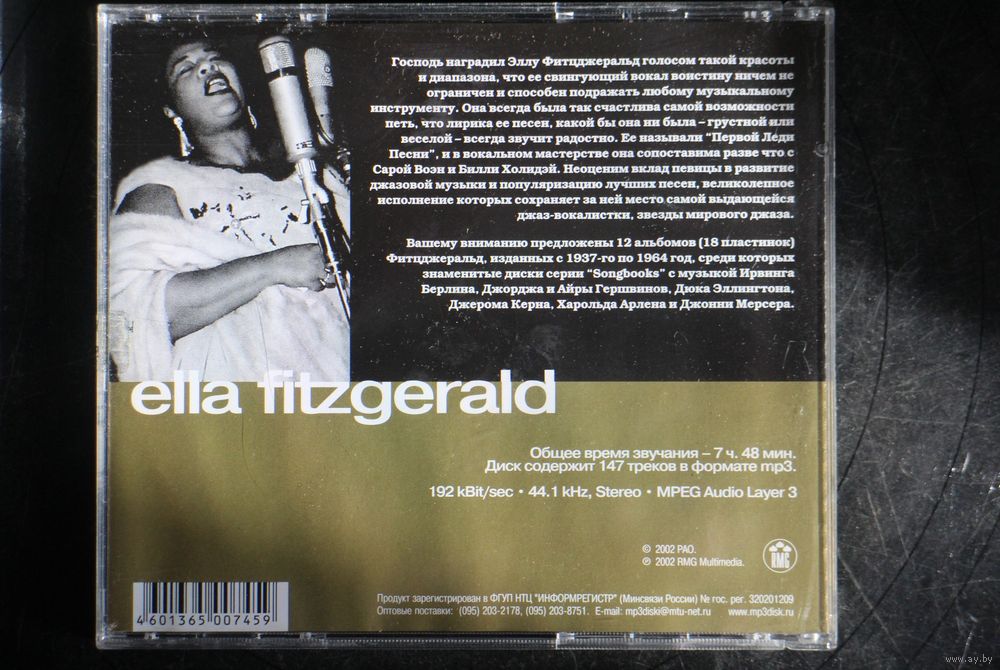 Господь наградил Эллу Фитцджеральд голосом такой красоты
и диапазона, что ее свингующий вокал воистину ничем не
ограничен и способен подражать любому музыкальному
инструменту. Она всегда была так счастлива самой возможности
петь, что лирика ее песен, какой бы она ни была – грустной или
веселой – всегда звучит радостно. Ее называли "Первой Леди
Песни", и в вокальном мастерстве она сопоставима разве что с
Сарой Воэн и Билли Холидэй. Неоценим вклад певицы в развитие
джазовой музыки и популяризацию лучших песен, великолепное
исполнение которых сохраняет за ней место самой выдающейся
джаз-вокалистки, звезды мирового джаза.
Вашему вниманию предложены 12 альбомов (18 пластинок)
Фитцджеральд, изданных с 1937-го по 1964 год, среди которых
знаменитые диски серии "Songbooks" с музыкой Ирвинга
Берлина, Джорджа и Айры Гершвинов, Дюка Эллингтона,
Джерома Керна, Харольда Арлена и Джонни Мерсера.
ella fitzgerald
Общее время звучания – 7 ч. 48 мин.
Диск содержит 147 треков в формате mp3.
192 kBit/sec • 44.1 kHz, Stereo • MPEG Audio Layer 3
© 2002 РАО.
℗ 2002 RMG Multimedia.
RMG
Продукт зарегистрирован в ФГУП НТЦ "ИНФОРМРЕГИСТР" (Минсвязи России) № гос. рег. 320201209
Оптовые поставки: (095) 203-2178, (095) 203-8751. E-mail: mp3diski@mtu-net.ru www.mp3disk.ru
4601365007459
www.ay.by